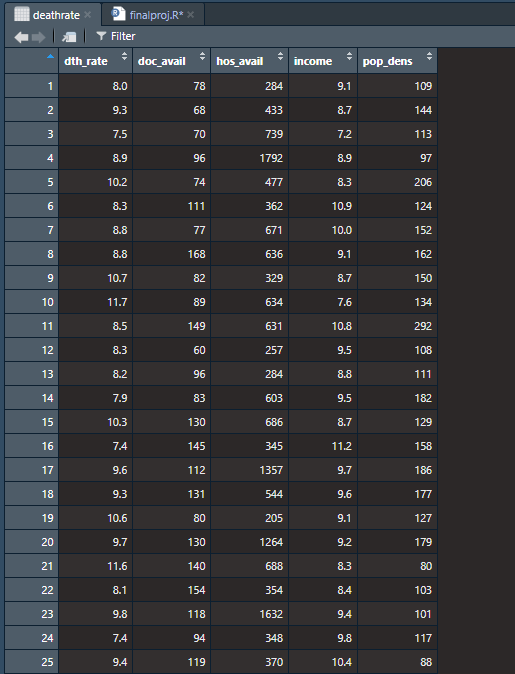 deathrate finalproj.R*
Filter
dth_rate doc_avail hos_avail income pop_dens
1 8.0 78 284 9.1 109
2 9.3 68 433 8.7 144
3 7.5 70 739 7.2 113
4 8.9 96 1792 8.9 97
5 10.2 74 477 8.3 206
6 8.3 111 362 10.9 124
7 8.8 77 671 10.0 152
8 8.8 168 636 9.1 162
9 10.7 82 329 8.7 150
10 11.7 89 634 7.6 134
11 8.5 149 631 10.8 292
12 8.3 60 257 9.5 108
13 8.2 96 284 8.8 111
14 7.9 83 603 9.5 182
15 10.3 130 686 8.7 129
16 7.4 145 345 11.2 158
17 9.6 112 1357 9.7 186
18 9.3 131 544 9.6 177
19 10.6 80 205 9.1 127
20 9.7 130 1264 9.2 179
21 11.6 140 688 8.3 80
22 8.1 154 354 8.4 103
23 9.8 118 1632 9.4 101
24 7.4 94 348 9.8 117
25 9.4 119 370 10.4 88